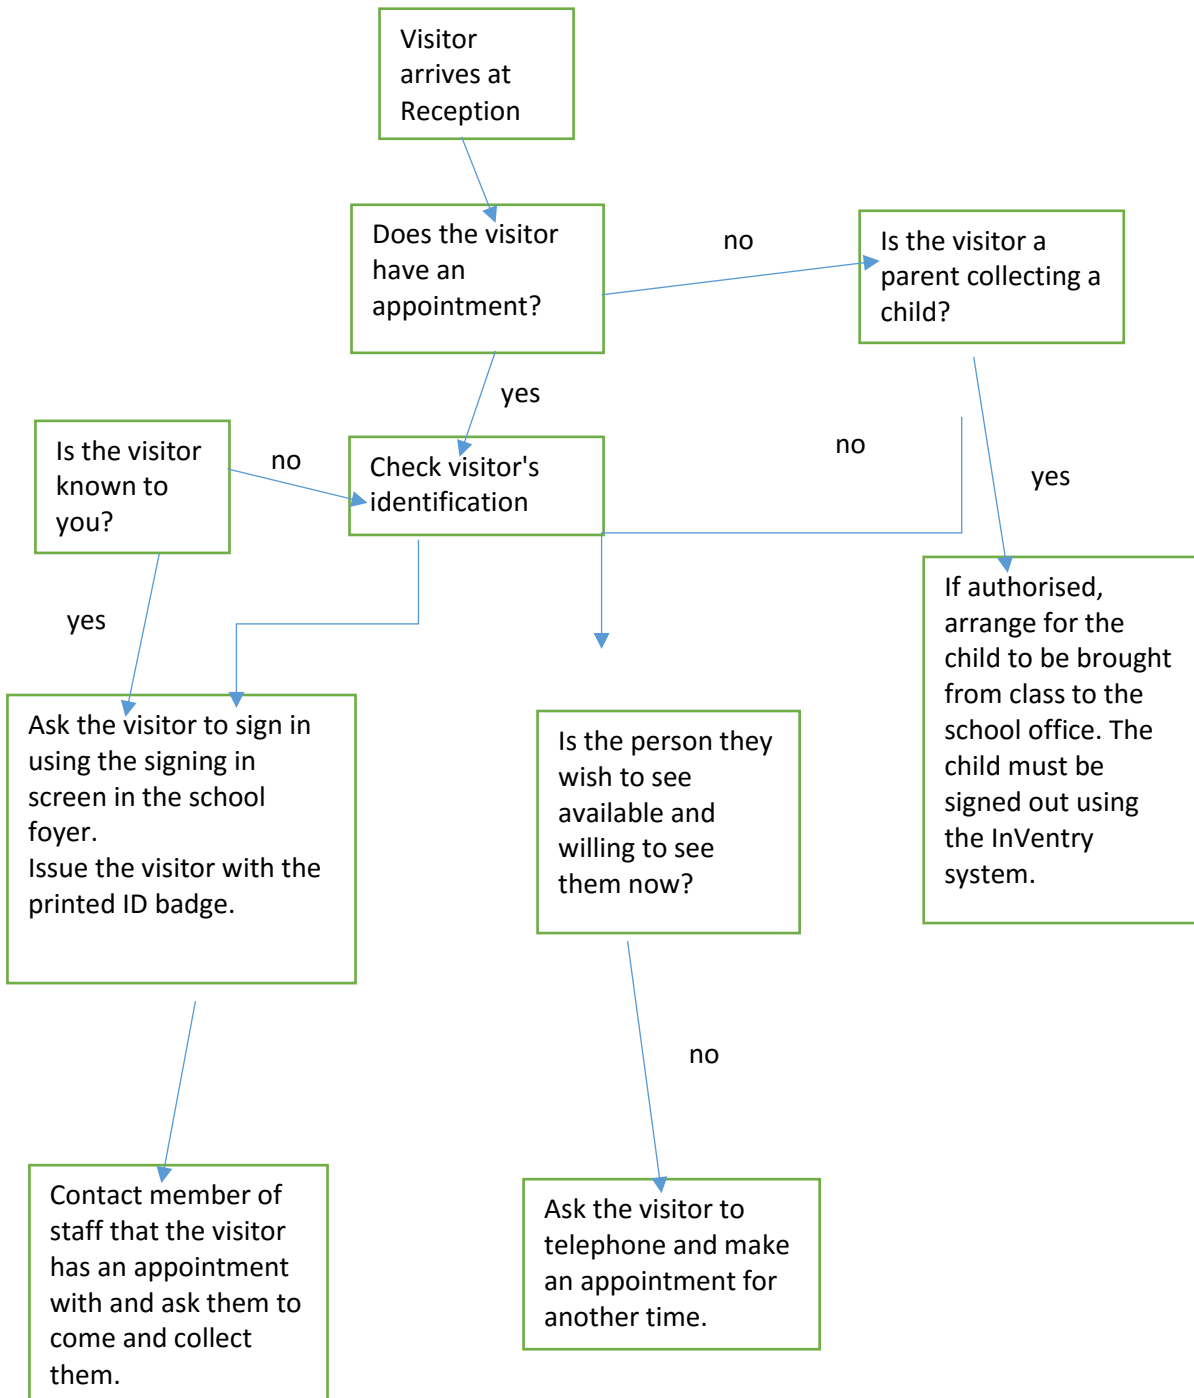 Visitor
arrives at
Reception
Does the visitor
have an
appointment?
no
Is the visitor a
parent collecting a
child?
yes
Is the visitor
known to
you?
no
Check visitor's
identification
no
yes
yes
If authorised,
arrange for the
child to be brought
from class to the
school office. The
child must be
signed out using
the InVentry
system.
Ask the visitor to sign in
using the signing in
screen in the school
foyer.
Issue the visitor with the
printed ID badge.
Is the person they
wish to see
available and
willing to see
them now?
no
Contact member of
staff that the visitor
has an appointment
with and ask them to
come and collect
them.
Ask the visitor to
telephone and make
an appointment for
another time.